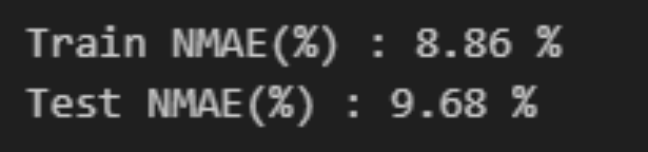 Train NMAE(%) : 8.86 %
Test NMAE(%) : 9.68 %